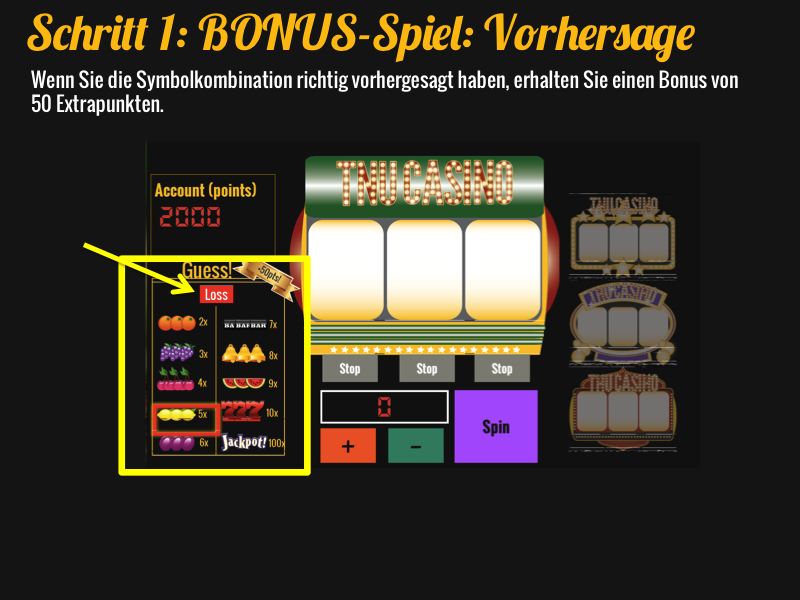 Schritt 1: BONUS-Spiel: Vorhersage
Wenn Sie die Symbolkombination richtig vorhergesagt haben, erhalten Sie einen Bonus von
50 Extrapunkten.
TNU CASINO
Account (points)
2000
Guess!
+50pts!
Loss
2x
BAR BAR BAR 7x
3x
8x
4x
9x
5x
777 10x
6x
Jackpot! 100x
Stop Stop Stop
0
Spin
+ -
TNU CASINO
TNU CASINO
TNU CASINO